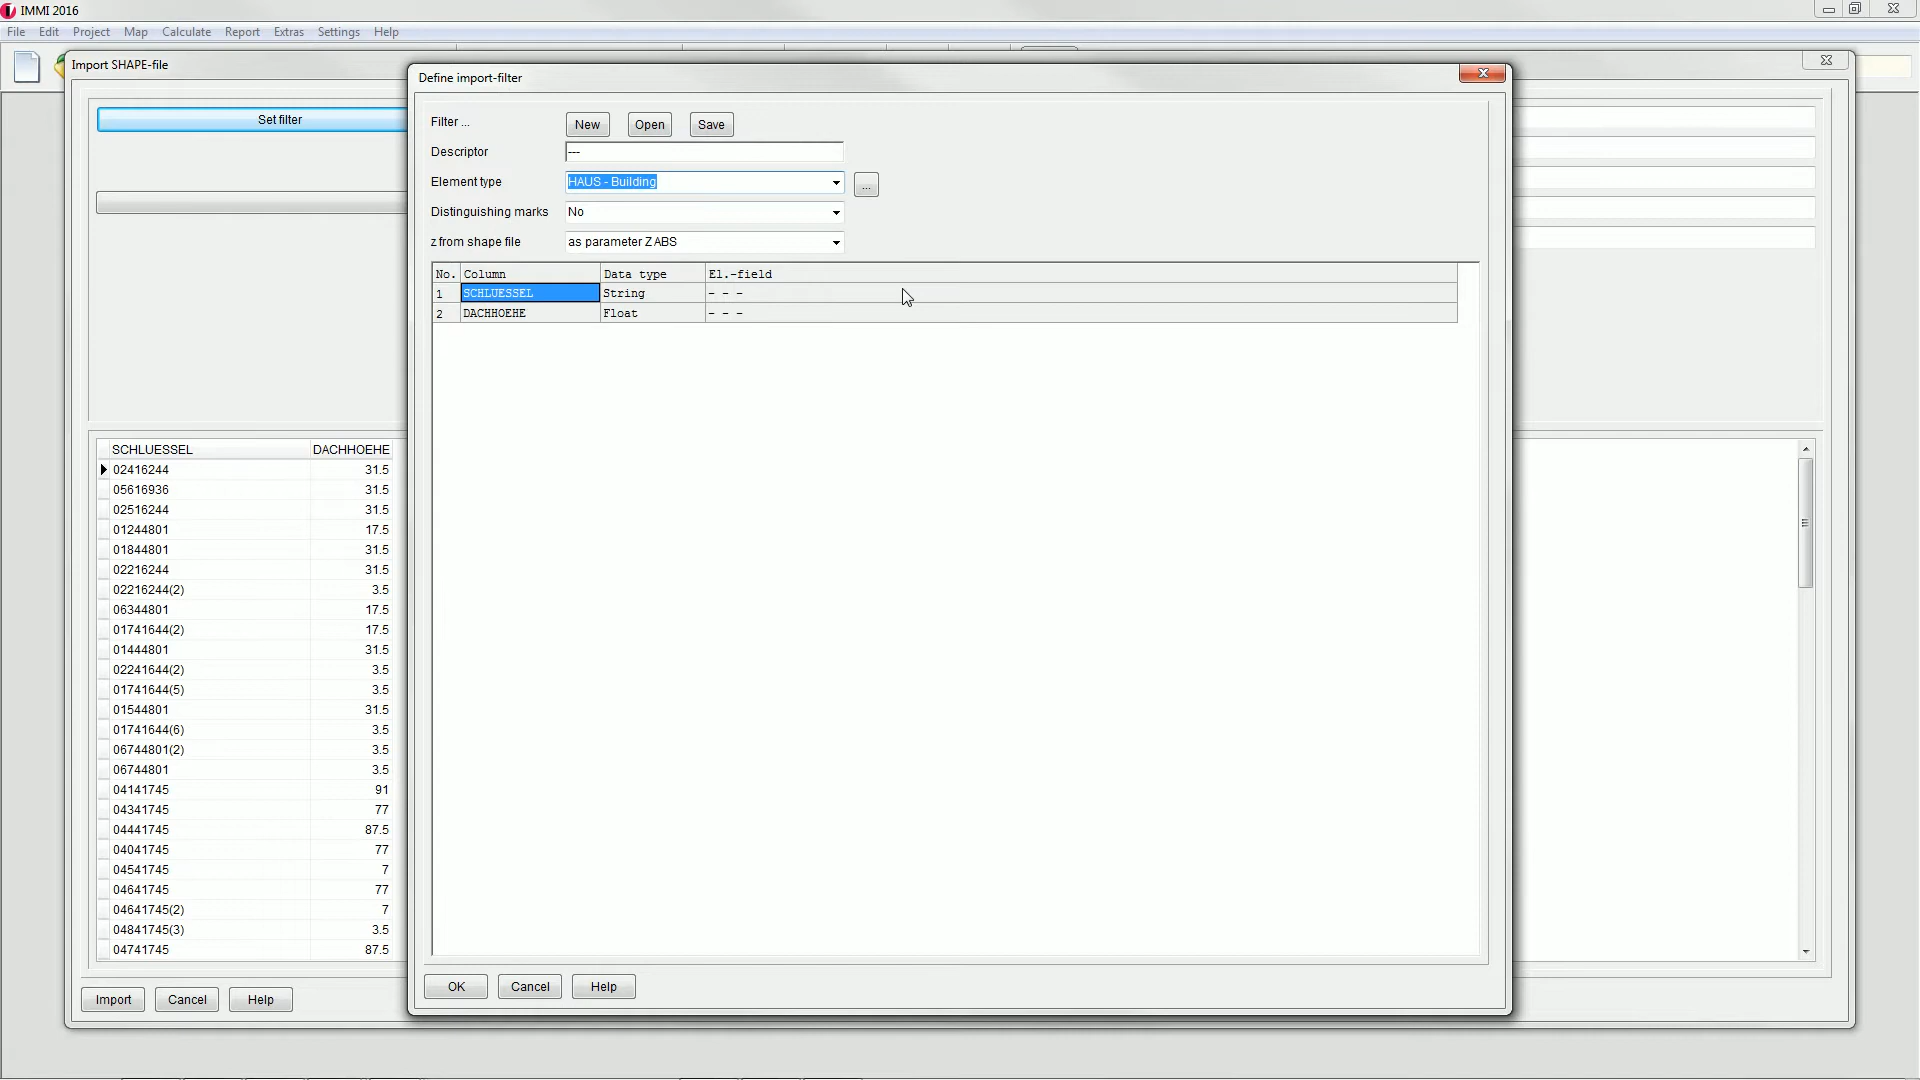 IMMI 2016
File Edit Project Map Calculate Report Extras Settings Help
Import SHAPE-file
Set filter
Define import-filter
Filter ... New Open Save
Descriptor ---
Element type HAUS - Building ...
Distinguishing marks No
z from shape file as parameter Z ABS
No. Column Data type El.-field
1 SCHLUESSEL String - - -
2 DACHHOEHE Float - - -
SCHLUESSEL DACHHOEHE
02416244 31.5
05616936 31.5
02516244 31.5
01244801 17.5
01844801 31.5
02216244 31.5
02216244(2) 3.5
06344801 17.5
01741644(2) 17.5
01444801 31.5
02241644(2) 3.5
01741644(5) 3.5
01544801 31.5
01741644(6) 3.5
06744801(2) 3.5
06744801 3.5
04141745 91
04341745 77
04441745 87.5
04041745 77
04541745 7
04641745 77
04641745(2) 7
04841745(3) 3.5
04741745 87.5
OK Cancel Help
Import Cancel Help